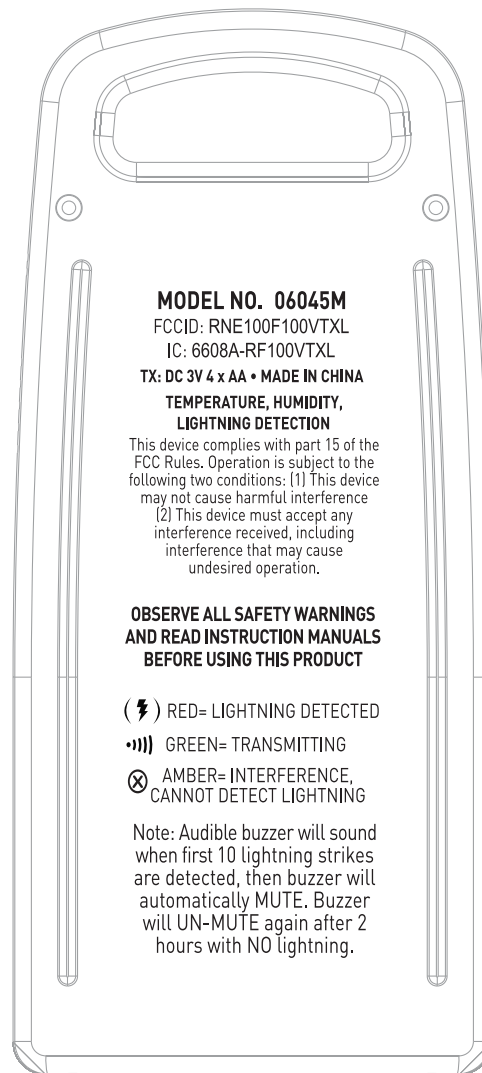 MODEL NO. 06045M
FCCID: RNE100F100VTXL
IC: 6608A-RF100VTXL
TX: DC 3V 4 x AA • MADE IN CHINA
TEMPERATURE, HUMIDITY,
LIGHTNING DETECTION
This device complies with part 15 of the
FCC Rules. Operation is subject to the
following two conditions: (1) This device
may not cause harmful interference
(2) This device must accept any
interference received, including
interference that may cause
undesired operation.
OBSERVE ALL SAFETY WARNINGS
AND READ INSTRUCTION MANUALS
BEFORE USING THIS PRODUCT
RED= LIGHTNING DETECTED
GREEN= TRANSMITTING
AMBER= INTERFERENCE,
CANNOT DETECT LIGHTNING
Note: Audible buzzer will sound
when first 10 lightning strikes
are detected, then buzzer will
automatically MUTE. Buzzer
will UN-MUTE again after 2
hours with NO lightning.